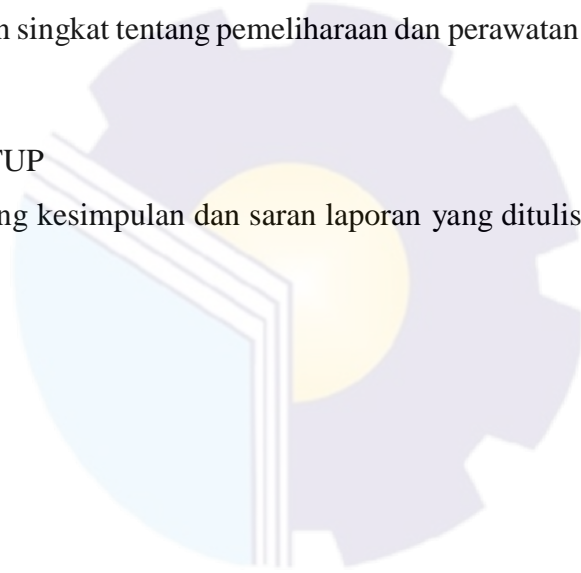 singkat tentang pemeliharaan dan perawatan
TUP
ng kesimpulan dan saran laporan yang ditulis